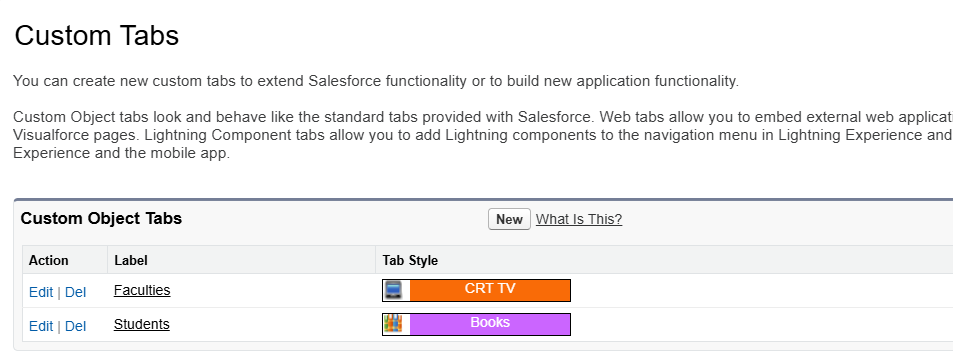 Custom Tabs
You can create new custom tabs to extend Salesforce functionality or to build new application functionality.
Custom Object tabs look and behave like the standard tabs provided with Salesforce. Web tabs allow you to embed external web applicati
Visualforce pages. Lightning Component tabs allow you to add Lightning components to the navigation menu in Lightning Experience and
Experience and the mobile app.
Custom Object Tabs New What Is This?
Action Label Tab Style
Edit | Del Faculties CRT TV
Edit | Del Students Books